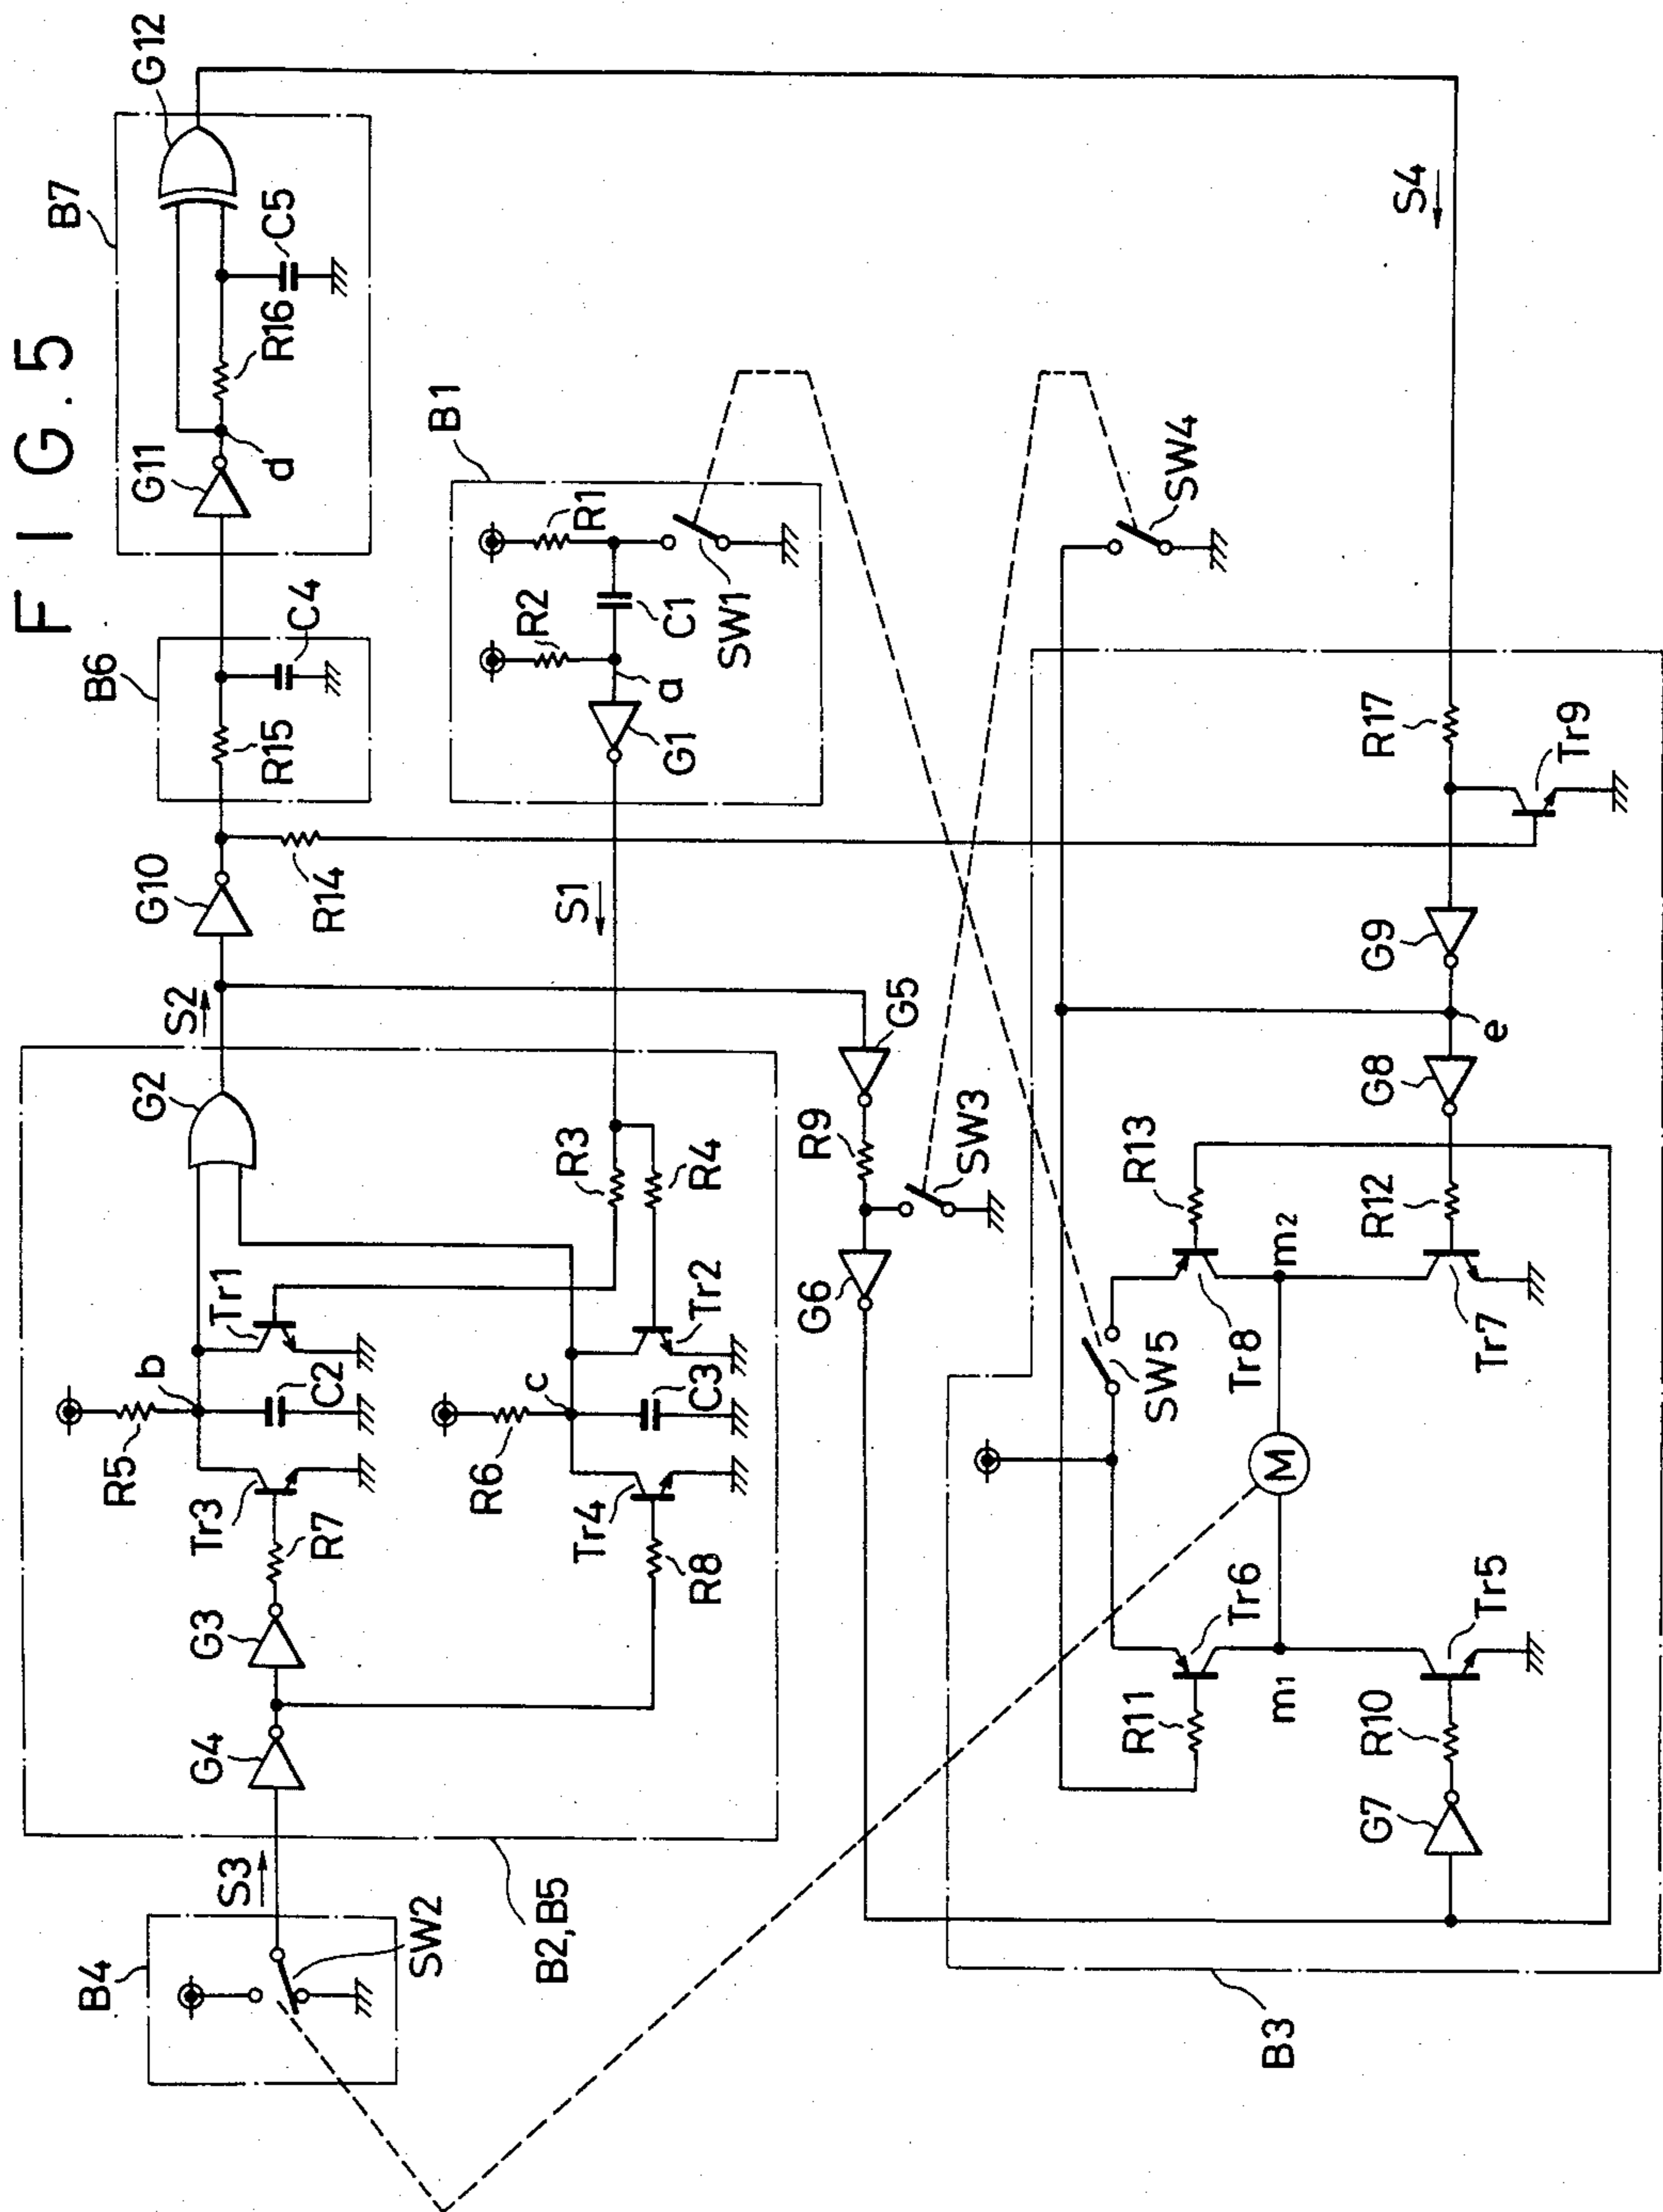 FIG. 5
B4
S3
SW2
B2, B5
G4
G3
R7
Tr3
R5
b
C2
Tr1
G2
S2
R8
Tr4
R6
c
C3
Tr2
R3
R4
G10
R14
B6
R15
C4
B7
G11
d
R16
C5
G12
B1
R1
R2
C1
a
G1
SW1
S1
G5
R9
SW3
G6
SW4
S4
B3
SW5
R11
Tr6
m1
M
m2
Tr8
R13
G7
R10
Tr5
Tr7
R12
G8
e
G9
R17
Tr9